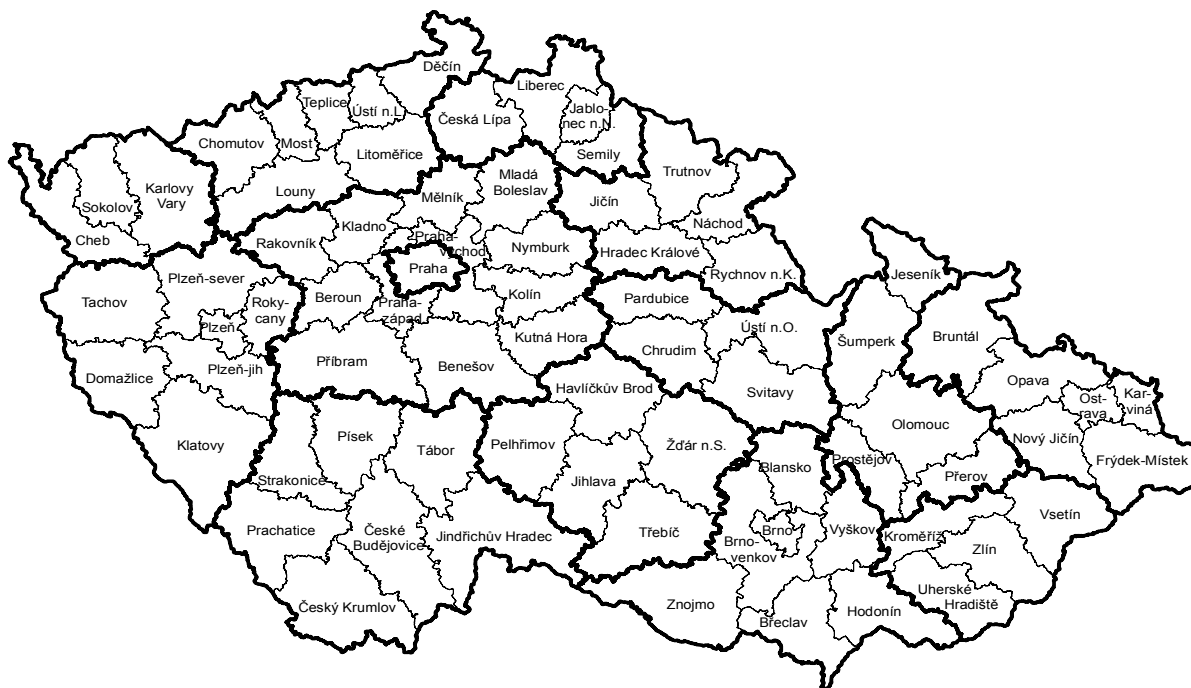 Děčín
Liberec
Teplice
Ústí n.L.
Jablo-
nec n.N.
Česká Lípa
Chomutov
Most
Litoměřice
Semily
Trutnov
Mladá
Boleslav
Karlovy
Vary
Louny
Mělník
Jičín
Sokolov
Náchod
Kladno
Cheb
Rakovník
Praha-
východ
Nymburk
Hradec Králové
Praha
Rychnov n.K.
Plzeň-sever
Jeseník
Tachov
Roky-
cany
Beroun
Praha-
západ
Kolín
Pardubice
Plzeň
Ústí n.O.
Bruntál
Kutná Hora
Šumperk
Chrudim
Příbram
Benešov
Plzeň-jih
Domažlice
Opava
Havlíčkův Brod
Svitavy
Ost-
rava
Kar-
viná
Olomouc
Klatovy
Písek
Tábor
Pelhřimov
Žďár n.S.
Nový Jičín
Prostějov
Frýdek-Místek
Blansko
Přerov
Strakonice
Jihlava
Vsetín
Prachatice
České
Budějovice
Jindřichův Hradec
Třebíč
Brno
Brno-
venkov
Vyškov
Kroměříž
Zlín
Uherské
Hradiště
Český Krumlov
Znojmo
Hodonín
Břeclav